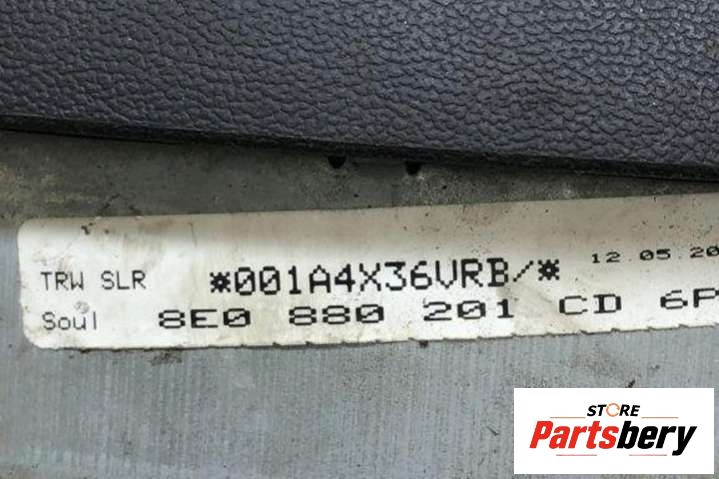 TRW SLR *001A4X36VRB/* 12.05.20
Soul 8E0 880 201 CD 6P
STORE
Partsbery